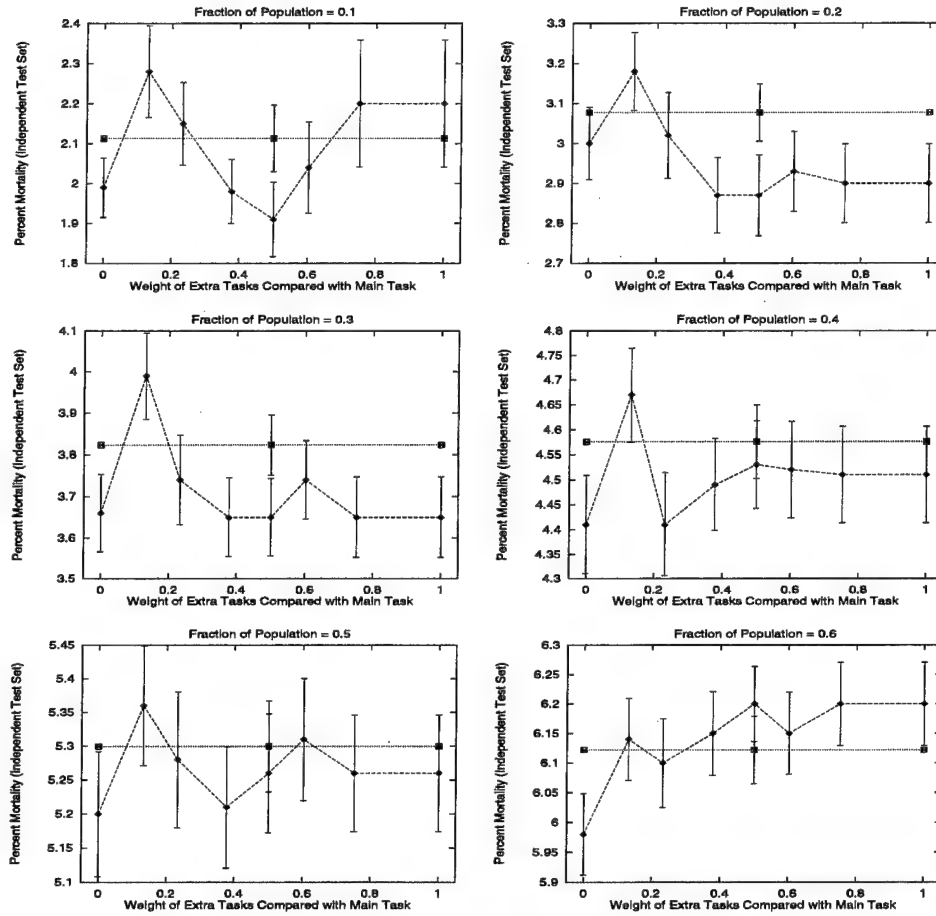 Fraction of Population = 0.1
Percent Mortality (Independent Test Set)
2.4
2.3
2.2
2.1
2
1.9
1.8
0 0.2 0.4 0.6 0.8 1
Weight of Extra Tasks Compared with Main Task
Fraction of Population = 0.2
Percent Mortality (Independent Test Set)
3.3
3.2
3.1
3
2.9
2.8
2.7
0 0.2 0.4 0.6 0.8 1
Weight of Extra Tasks Compared with Main Task
Fraction of Population = 0.3
Percent Mortality (Independent Test Set)
4.1
4
3.9
3.8
3.7
3.6
3.5
0 0.2 0.4 0.6 0.8 1
Weight of Extra Tasks Compared with Main Task
Fraction of Population = 0.4
Percent Mortality (Independent Test Set)
4.8
4.75
4.7
4.65
4.6
4.55
4.5
4.45
4.4
4.35
4.3
0 0.2 0.4 0.6 0.8 1
Weight of Extra Tasks Compared with Main Task
Fraction of Population = 0.5
Percent Mortality (Independent Test Set)
5.45
5.4
5.35
5.3
5.25
5.2
5.15
5.1
0 0.2 0.4 0.6 0.8 1
Weight of Extra Tasks Compared with Main Task
Fraction of Population = 0.6
Percent Mortality (Independent Test Set)
6.3
6.25
6.2
6.15
6.1
6.05
6
5.95
5.9
0 0.2 0.4 0.6 0.8 1
Weight of Extra Tasks Compared with Main Task